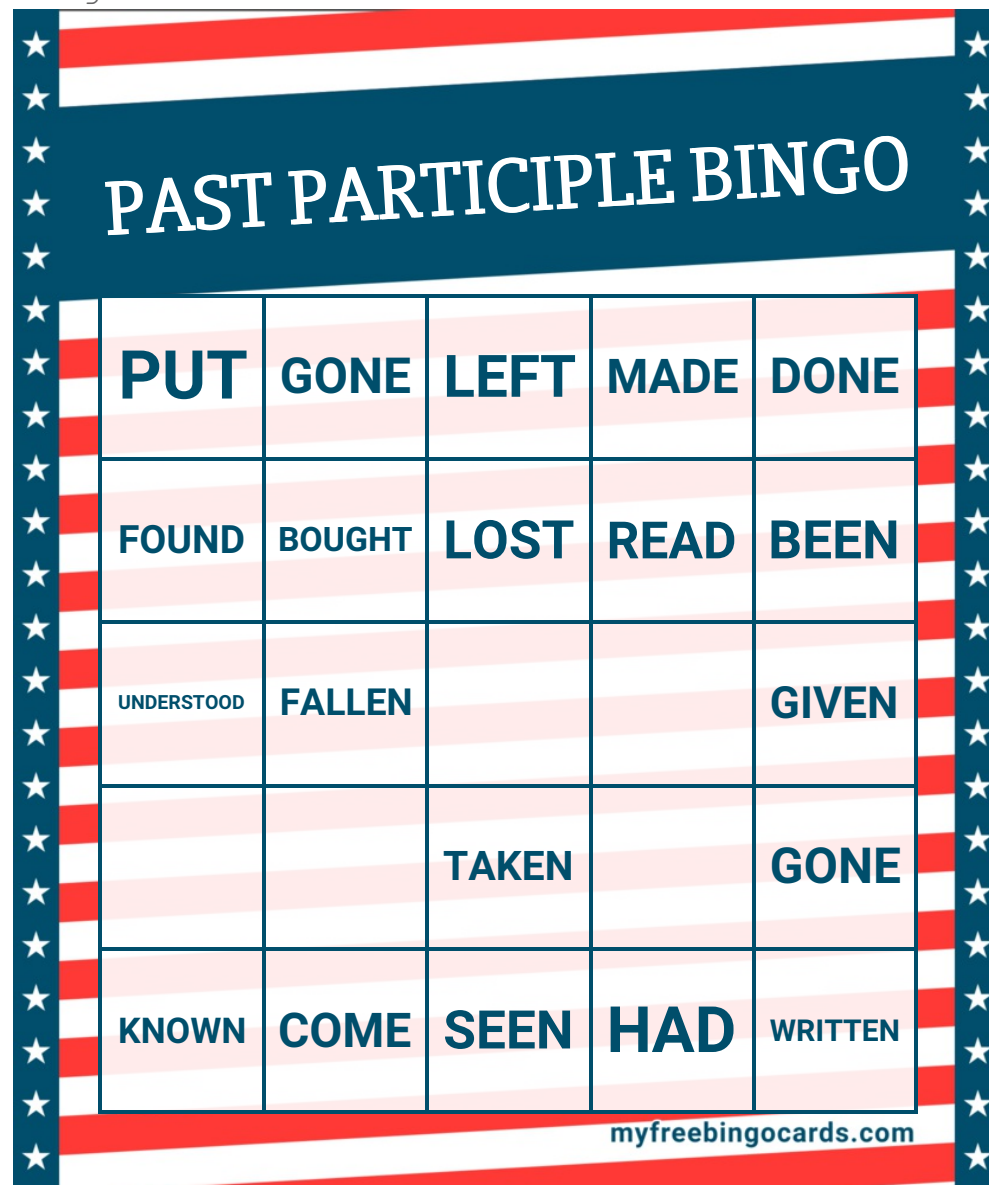 PAST PARTICIPLE BINGO
PUT GONE LEFT MADE DONE
FOUND BOUGHT LOST READ BEEN
UNDERSTOOD FALLEN GIVEN
TAKEN GONE
KNOWN COME SEEN HAD WRITTEN
myfreebingocards.com